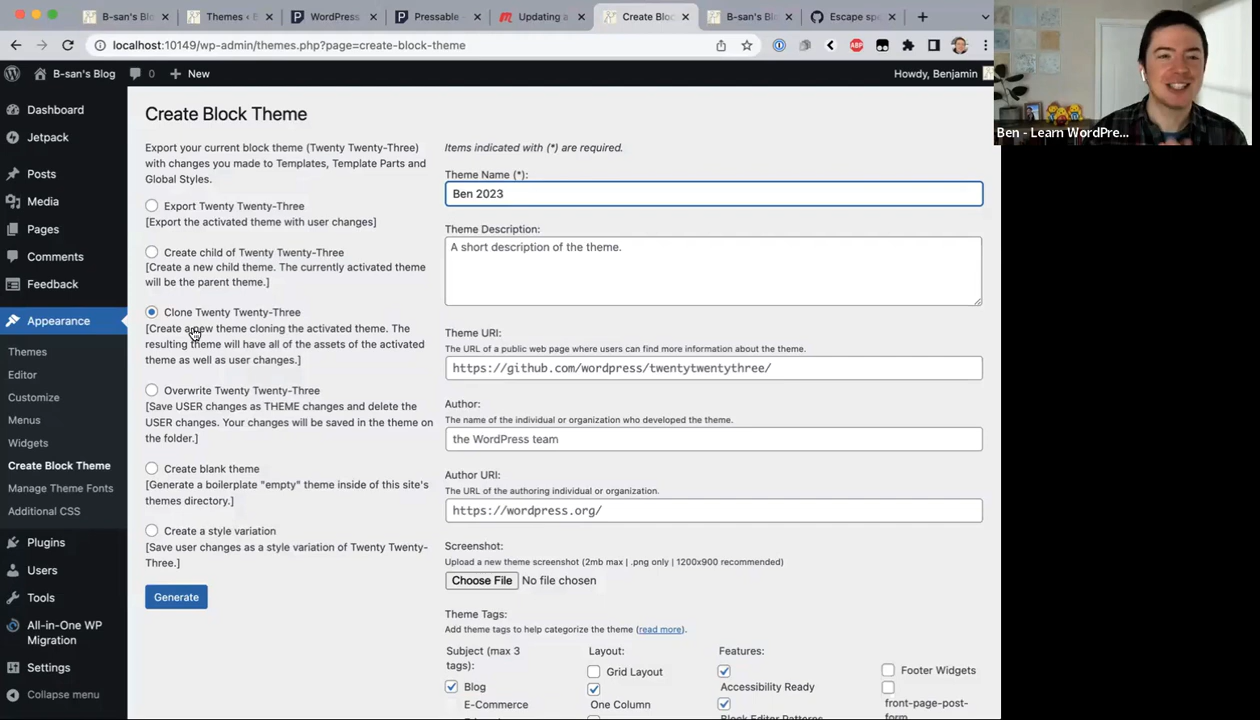 B-san's Blo
Themes ‹ E
WordPress
Pressable
Updating a
Create Bloc
B-san's Blo
Escape spe
localhost:10149/wp-admin/themes.php?page=create-block-theme
B-san's Blog
0
New
Howdy, Benjamin
Ben - Learn WordPre...
Dashboard
Jetpack
Posts
Media
Pages
Comments
Feedback
Appearance
Themes
Editor
Customize
Menus
Widgets
Create Block Theme
Manage Theme Fonts
Additional CSS
Plugins
Users
Tools
All-in-One WP
Migration
Settings
Collapse menu
Create Block Theme
Export your current block theme (Twenty Twenty-Three)
with changes you made to Templates, Template Parts and
Global Styles.
Export Twenty Twenty-Three
[Export the activated theme with user changes]
Create child of Twenty Twenty-Three
[Create a new child theme. The currently activated theme
will be the parent theme.]
Clone Twenty Twenty-Three
[Create a new theme cloning the activated theme. The
resulting theme will have all of the assets of the activated
theme as well as user changes.]
Overwrite Twenty Twenty-Three
[Save USER changes as THEME changes and delete the
USER changes. Your changes will be saved in the theme on
the folder.]
Create blank theme
[Generate a boilerplate "empty" theme inside of this site's
themes directory.]
Create a style variation
[Save user changes as a style variation of Twenty Twenty-
Three.]
Generate
Items indicated with (*) are required.
Theme Name (*):
Ben 2023
Theme Description:
A short description of the theme.
Theme URI:
The URL of a public web page where users can find more information about the theme.
https://github.com/wordpress/twentytwentythree/
Author:
The name of the individual or organization who developed the theme.
the WordPress team
Author URI:
The URL of the authoring individual or organization.
https://wordpress.org/
Screenshot:
Upload a new theme screenshot (2mb max | .png only | 1200x900 recommended)
Choose File No file chosen
Theme Tags:
Add theme tags to help categorize the theme (read more).
Subject (max 3
tags):
Blog
E-Commerce
Layout:
Grid Layout
One Column
Features:
Accessibility Ready
Block Editor Patterns
Footer Widgets
front-page-post-
form